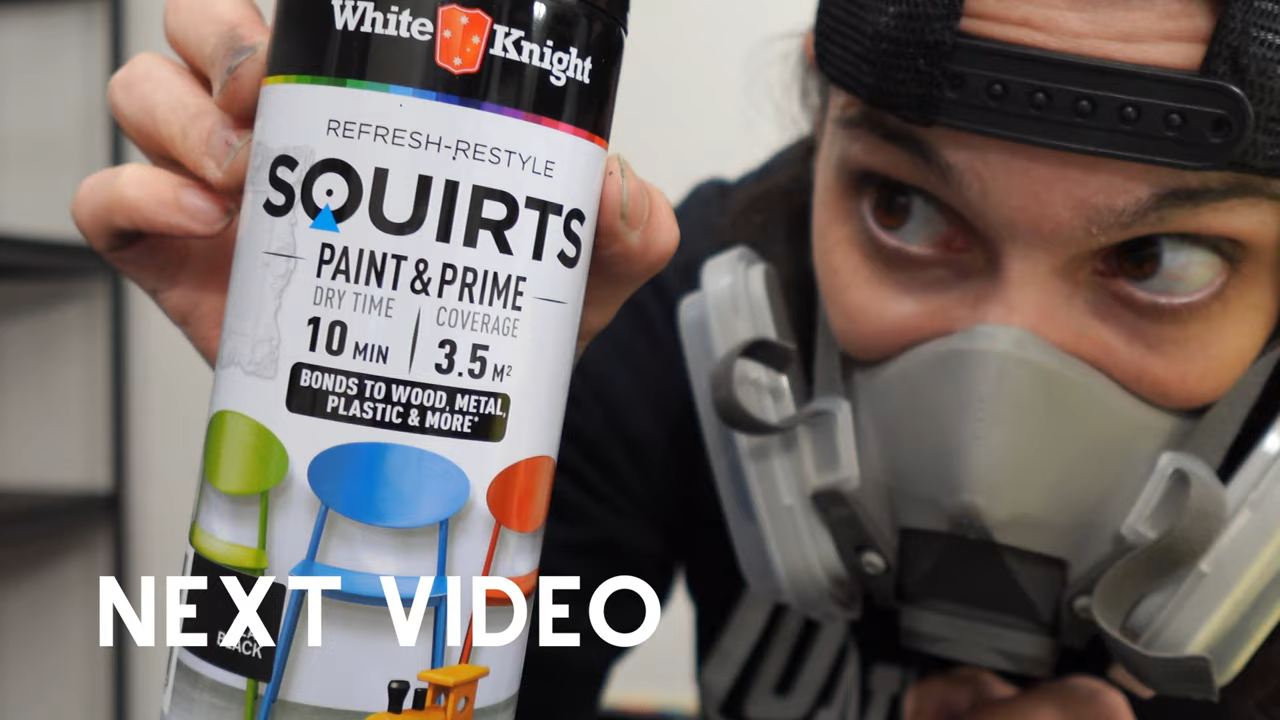 White Knight
REFRESH-RESTYLE
SQUIRTS
PAINT & PRIME
DRY TIME
10 MIN
COVERAGE
3.5 M²
BONDS TO WOOD, METAL,
PLASTIC & MORE*
BLACK
NEXT VIDEO